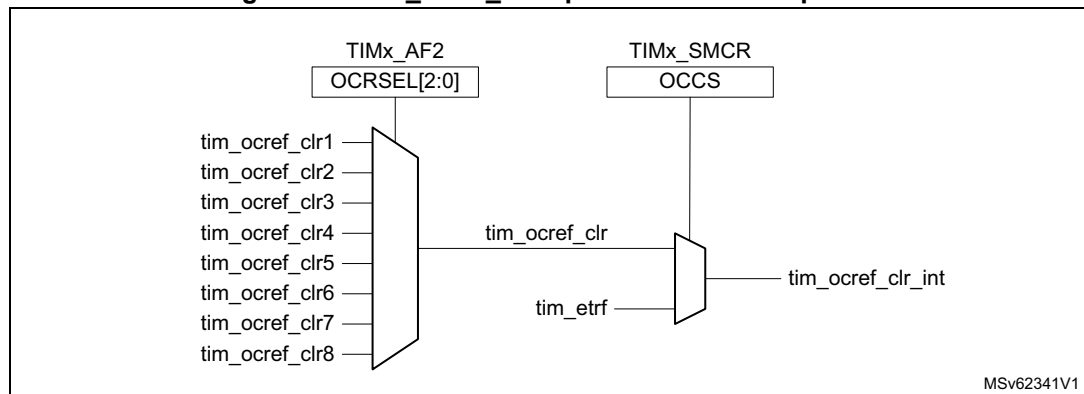 TIMx_AF2
TIMx_SMCR
OCRSEL[2:0]
OCCS
tim_ocref_clr1
tim_ocref_clr2
tim_ocref_clr3
tim_ocref_clr4
tim_ocref_clr5
tim_ocref_clr6
tim_ocref_clr7
tim_ocref_clr8
tim_ocref_clr
tim_etrf
tim_ocref_clr_int
MSv62341V1